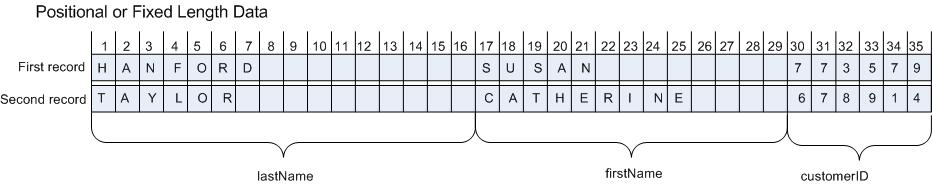 Positional or Fixed Length Data
1 2 3 4 5 6 7 8 9 10 11 12 13 14 15 16 17 18 19 20 21 22 23 24 25 26 27 28 29 30 31 32 33 34 35
First record H A N F O R D S U S A N 7 7 3 5 7 9
Second record T A Y L O R C A T H E R I N E 6 7 8 9 1 4
lastName firstName customerID